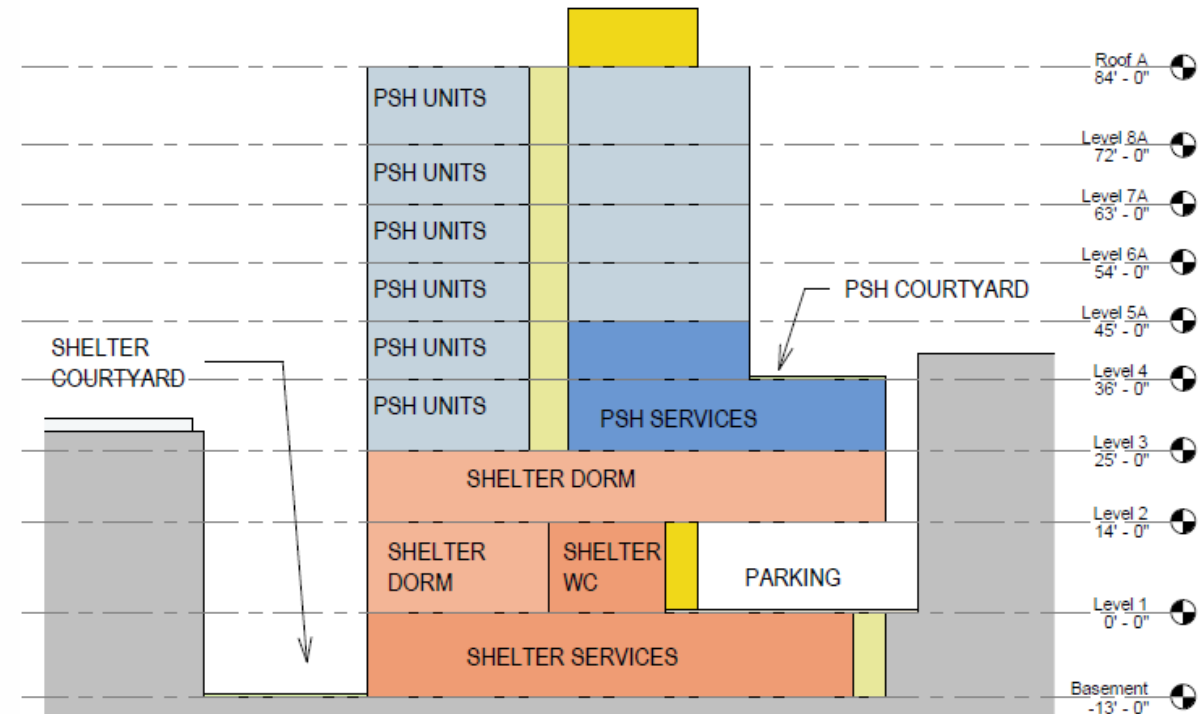 Roof A
84' - 0"
PSH UNITS
Level 8A
72' - 0"
PSH UNITS
Level 7A
63' - 0"
PSH UNITS
Level 6A
54' - 0"
PSH UNITS
PSH COURTYARD
Level 5A
45' - 0"
SHELTER
COURTYARD
PSH UNITS
Level 4
36' - 0"
PSH UNITS
PSH SERVICES
Level 3
25' - 0"
SHELTER DORM
Level 2
14' - 0"
SHELTER
DORM
SHELTER
WC
PARKING
Level 1
0' - 0"
SHELTER SERVICES
Basement
-13' - 0"